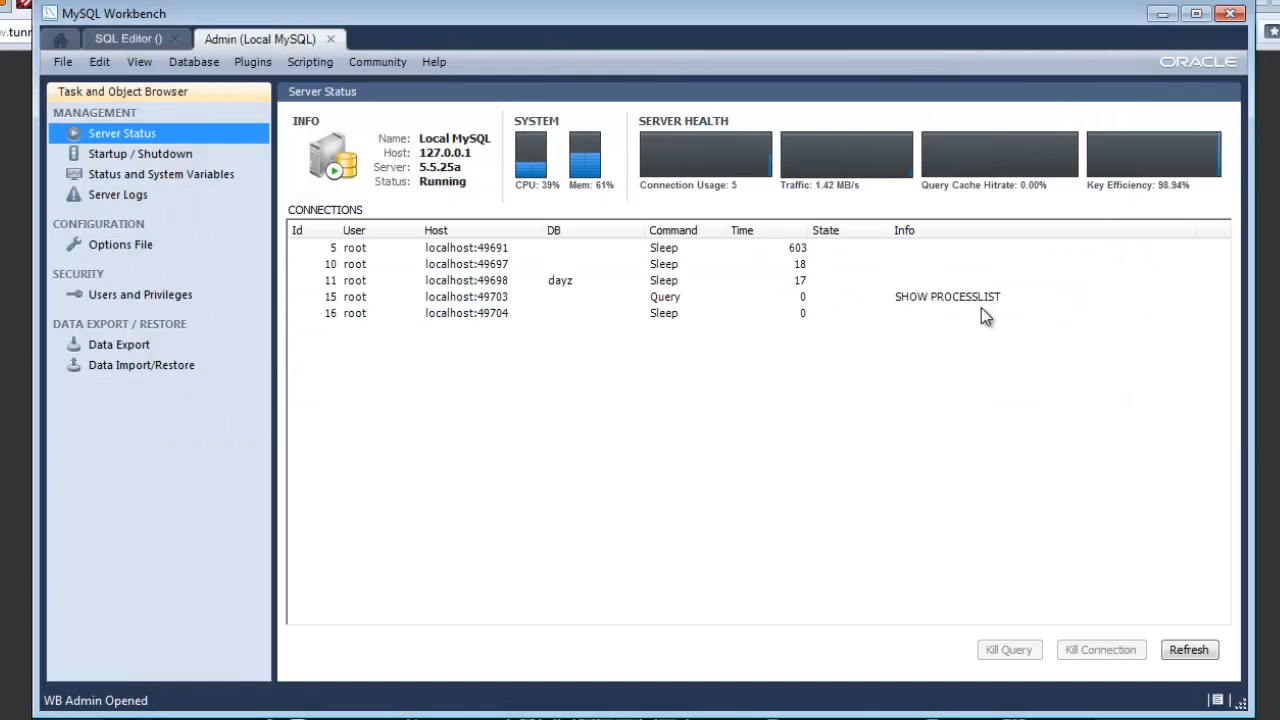 w.tunn
MySQL Workbench
SQL Editor ()
Admin (Local MySQL)
File Edit View Database Plugins Scripting Community Help
ORACLE
Task and Object Browser
MANAGEMENT
Server Status
Startup / Shutdown
Status and System Variables
Server Logs
CONFIGURATION
Options File
SECURITY
Users and Privileges
DATA EXPORT / RESTORE
Data Export
Data Import/Restore
Server Status
INFO
Name: Local MySQL
Host: 127.0.0.1
Server: 5.5.25a
Status: Running
SYSTEM
CPU: 39% Mem: 61%
SERVER HEALTH
Connection Usage: 5 Traffic: 1.42 MB/s Query Cache Hitrate: 0.00% Key Efficiency: 98.94%
CONNECTIONS
Id User Host DB Command Time State Info
5 root localhost:49691 Sleep 603
10 root localhost:49697 Sleep 18
11 root localhost:49698 dayz Sleep 17
15 root localhost:49703 Query 0 SHOW PROCESSLIST
16 root localhost:49704 Sleep 0
Kill Query Kill Connection Refresh
WB Admin Opened